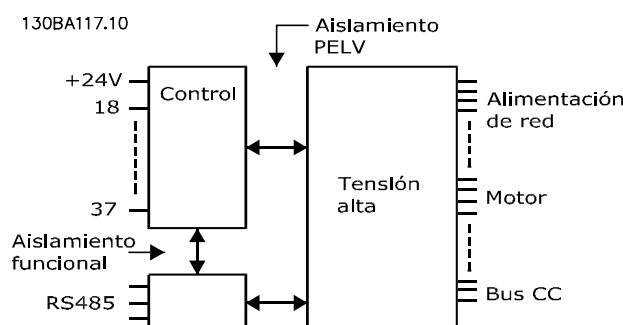 130BA117.10
Aislamiento
PELV
+24V
18
37
Control
Tensión
alta
Alimentación
de red
Motor
Bus CC
Aislamiento
funcional
RS485